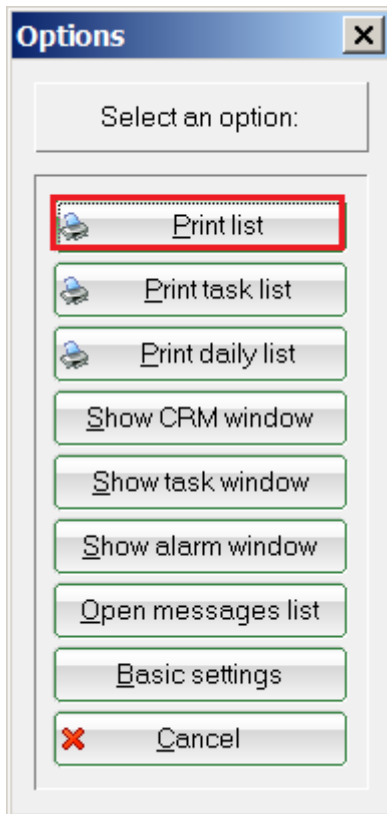 Options
Select an option:
Print list
Print task list
Print daily list
Show CRM window
Show task window
Show alarm window
Open messages list
Basic settings
Cancel